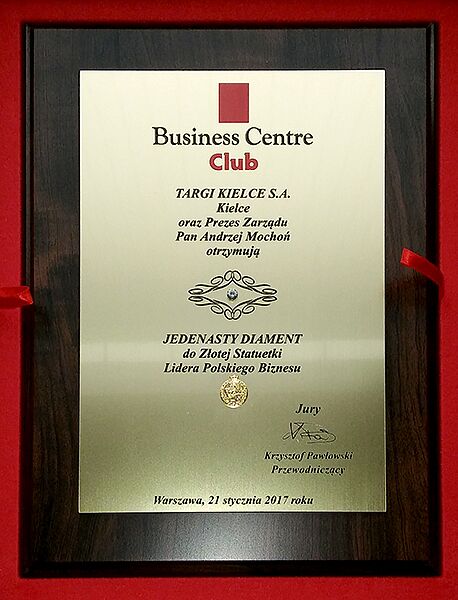 Business Centre
Club
TARGI KIELCE S.A.
Kielce
oraz Prezes Zarządu
Pan Andrzej Mochoń
otrzymują
JEDENASTY DIAMENT
do Złotej Statuetki
Lidera Polskiego Biznesu
Jury
Krzysztof Pawłowski
Przewodniczący
Warszawa, 21 stycznia 2017 roku